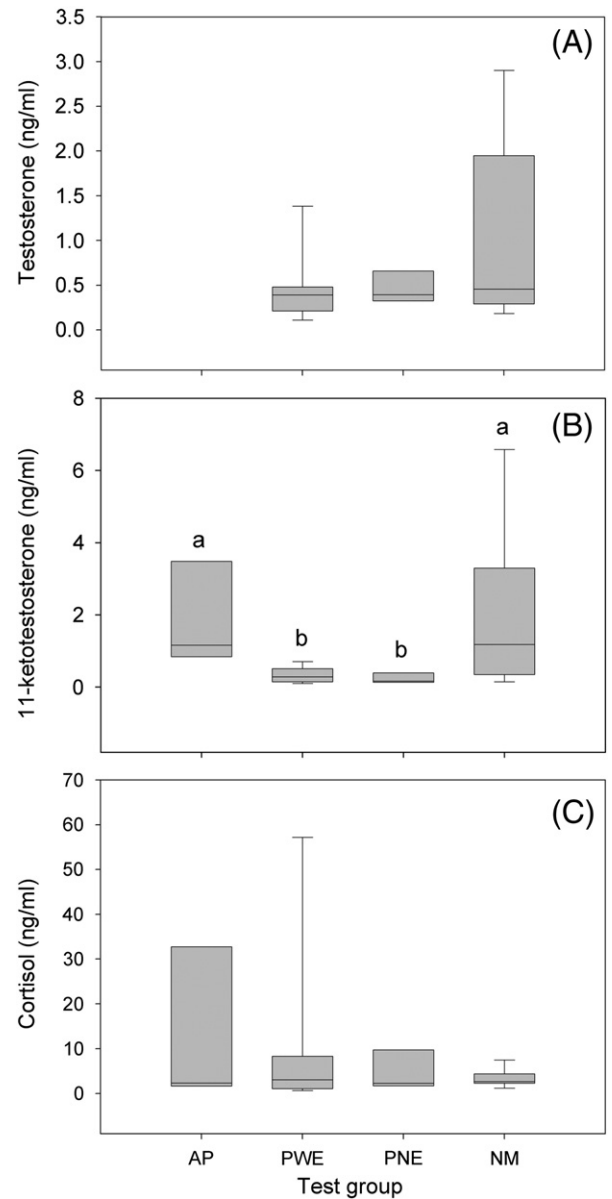 (A)
Testosterone (ng/ml)
3.5
3.0
2.5
2.0
1.5
1.0
0.5
0.0
(B)
11-ketotestosterone (ng/ml)
8
6
4
2
0
a
b
b
a
(C)
Cortisol (ng/ml)
70
60
50
40
30
20
10
0
AP PWE PNE NM
Test group